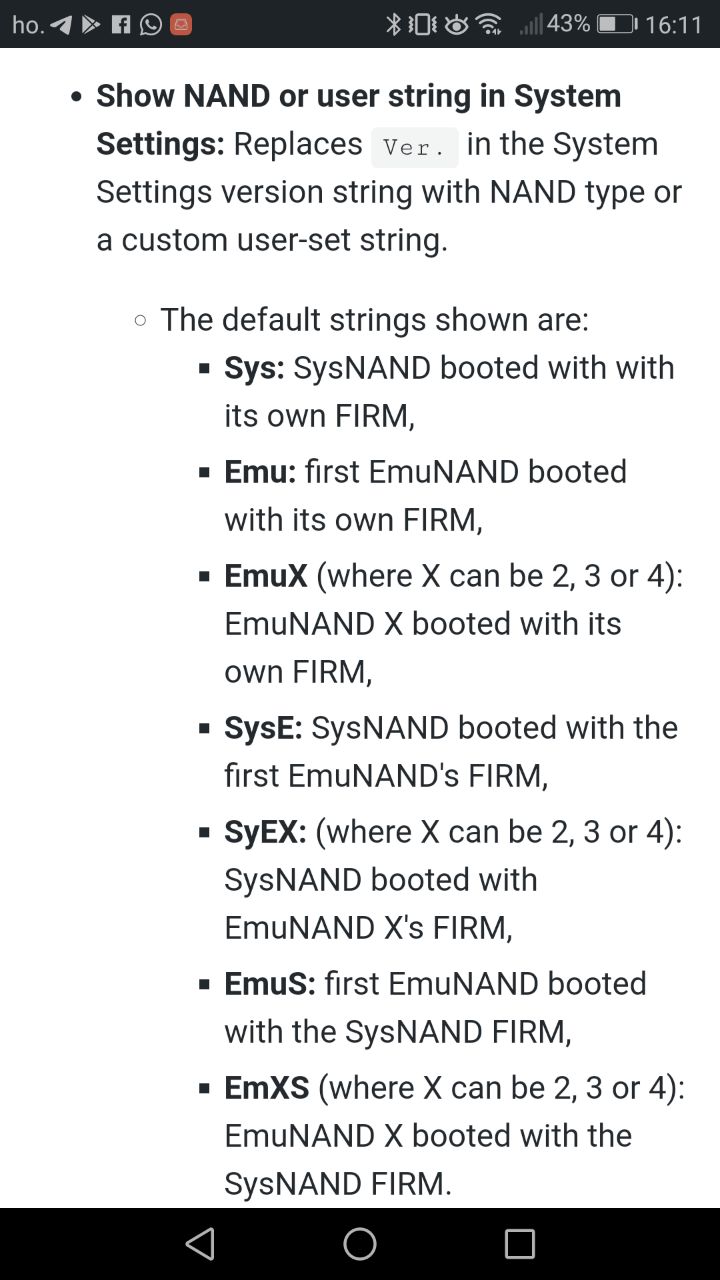 ho. 43% 16:11
• Show NAND or user string in System
Settings: Replaces Ver. in the System
Settings version string with NAND type or
a custom user-set string.
○ The default strings shown are:
▪ Sys: SysNAND booted with with
its own FIRM,
▪ Emu: first EmuNAND booted
with its own FIRM,
▪ EmuX (where X can be 2, 3 or 4):
EmuNAND X booted with its
own FIRM,
▪ SysE: SysNAND booted with the
first EmuNAND's FIRM,
▪ SyEX: (where X can be 2, 3 or 4):
SysNAND booted with
EmuNAND X's FIRM,
▪ EmuS: first EmuNAND booted
with the SysNAND FIRM,
▪ EmXS (where X can be 2, 3 or 4):
EmuNAND X booted with the
SysNAND FIRM.